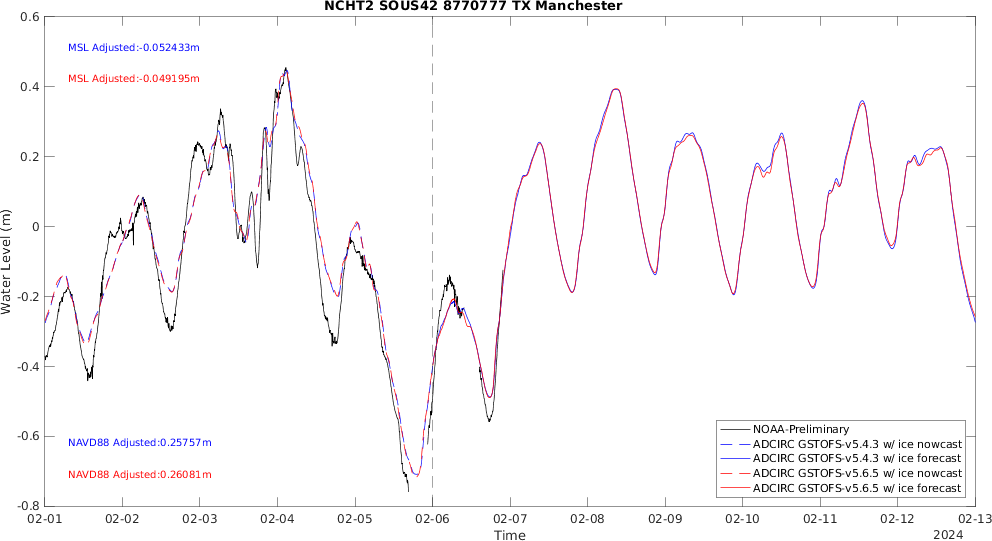 NCHT2 SOUS42 8770777 TX Manchester
0.6
MSL Adjusted:-0.052433m
MSL Adjusted:-0.049195m
0.4
0.2
0
-0.2
-0.4
-0.6
-0.8
Water Level (m)
NAVD88 Adjusted:0.25757m
NAVD88 Adjusted:0.26081m
NOAA-Preliminary
ADCIRC GSTOFS-v5.4.3 w/ ice nowcast
ADCIRC GSTOFS-v5.4.3 w/ ice forecast
ADCIRC GSTOFS-v5.6.5 w/ ice nowcast
ADCIRC GSTOFS-v5.6.5 w/ ice forecast
02-01 02-02 02-03 02-04 02-05 02-06 02-07 02-08 02-09 02-10 02-11 02-12 02-13
Time
2024